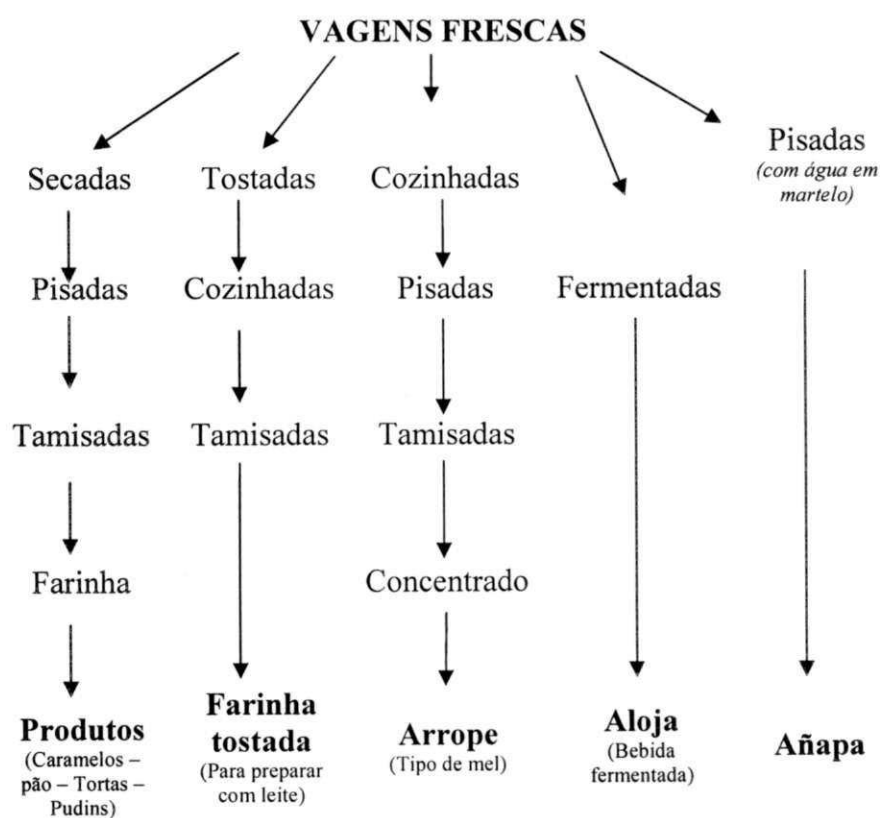 VAGENS FRESCAS
Secadas
Pisadas
Tamisadas
Farinha
Produtos
(Caramelos –
pão – Tortas –
Pudins)
Tostadas
Cozinhadas
Tamisadas
Farinha
tostada
(Para preparar
com leite)
Cozinhadas
Pisadas
Tamisadas
Concentrado
Arrope
(Tipo de mel)
Fermentadas
Aloja
(Bebida
fermentada)
Pisadas
(com água em
martelo)
Añapa